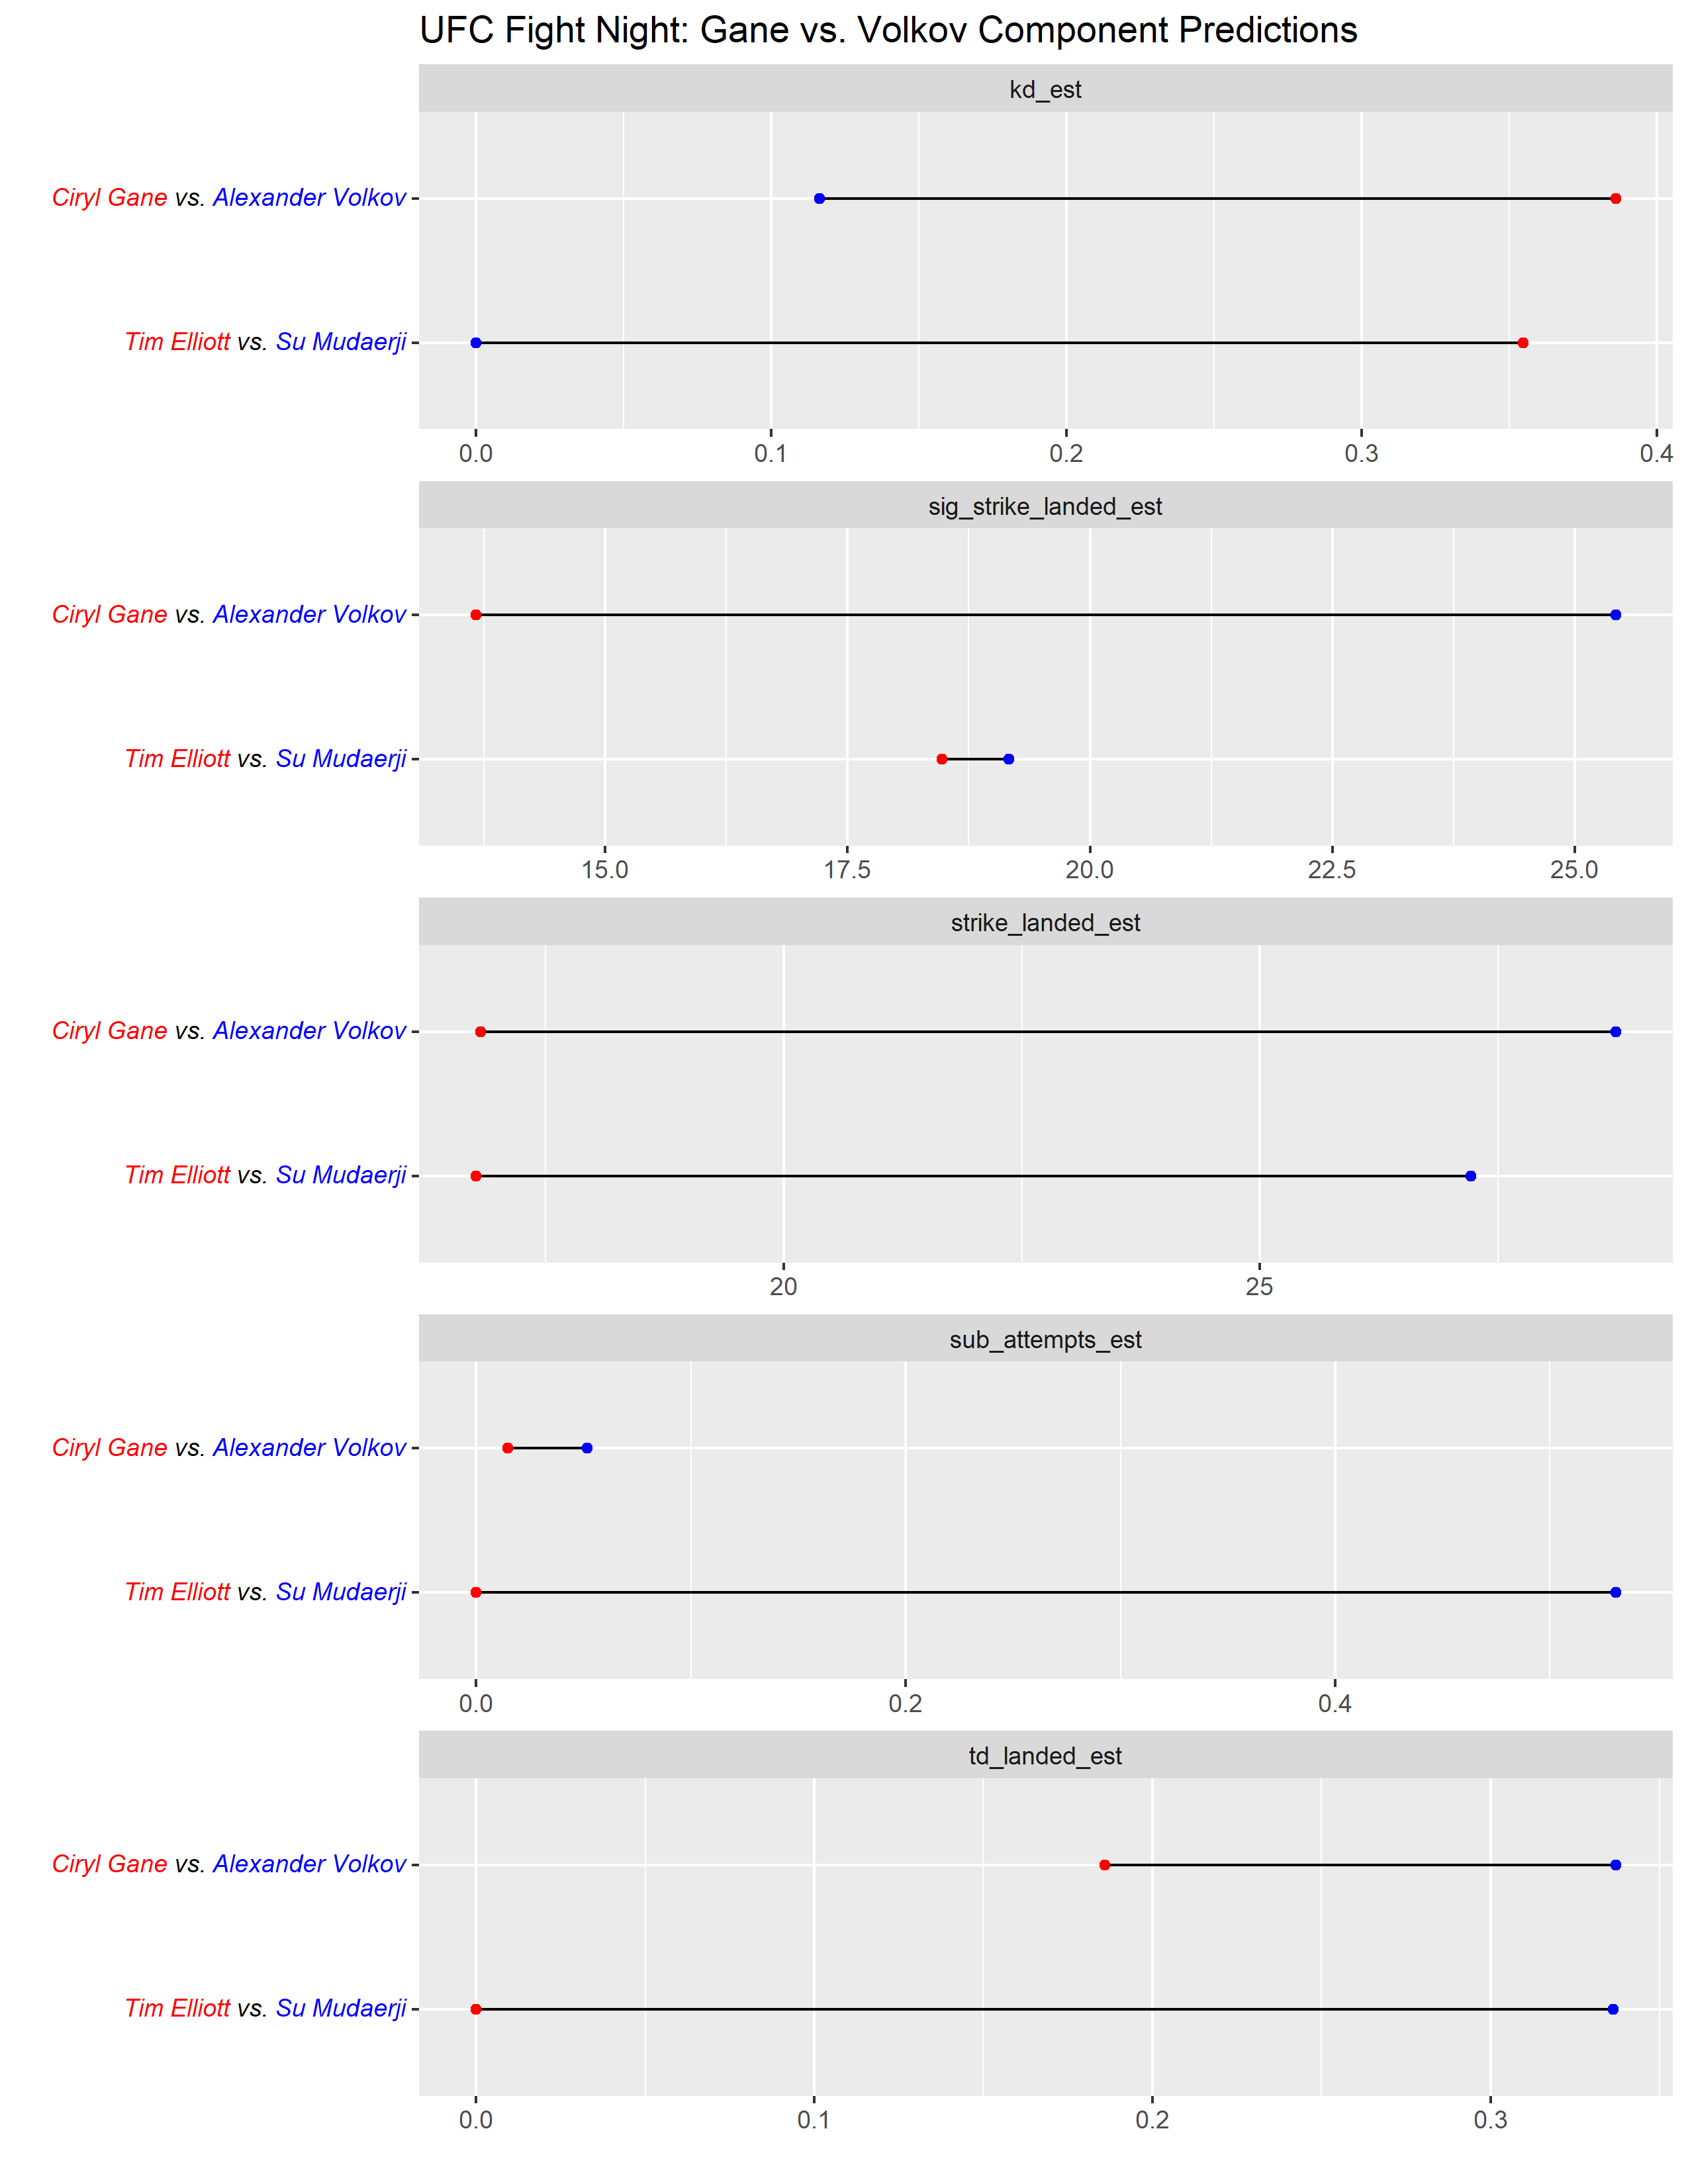 UFC Fight Night: Gane vs. Volkov Component Predictions
kd_est
Ciryl Gane vs. Alexander Volkov
Tim Elliott vs. Su Mudaerji
0.0 0.1 0.2 0.3 0.4
sig_strike_landed_est
Ciryl Gane vs. Alexander Volkov
Tim Elliott vs. Su Mudaerji
15.0 17.5 20.0 22.5 25.0
strike_landed_est
Ciryl Gane vs. Alexander Volkov
Tim Elliott vs. Su Mudaerji
20 25
sub_attempts_est
Ciryl Gane vs. Alexander Volkov
Tim Elliott vs. Su Mudaerji
0.0 0.2 0.4
td_landed_est
Ciryl Gane vs. Alexander Volkov
Tim Elliott vs. Su Mudaerji
0.0 0.1 0.2 0.3